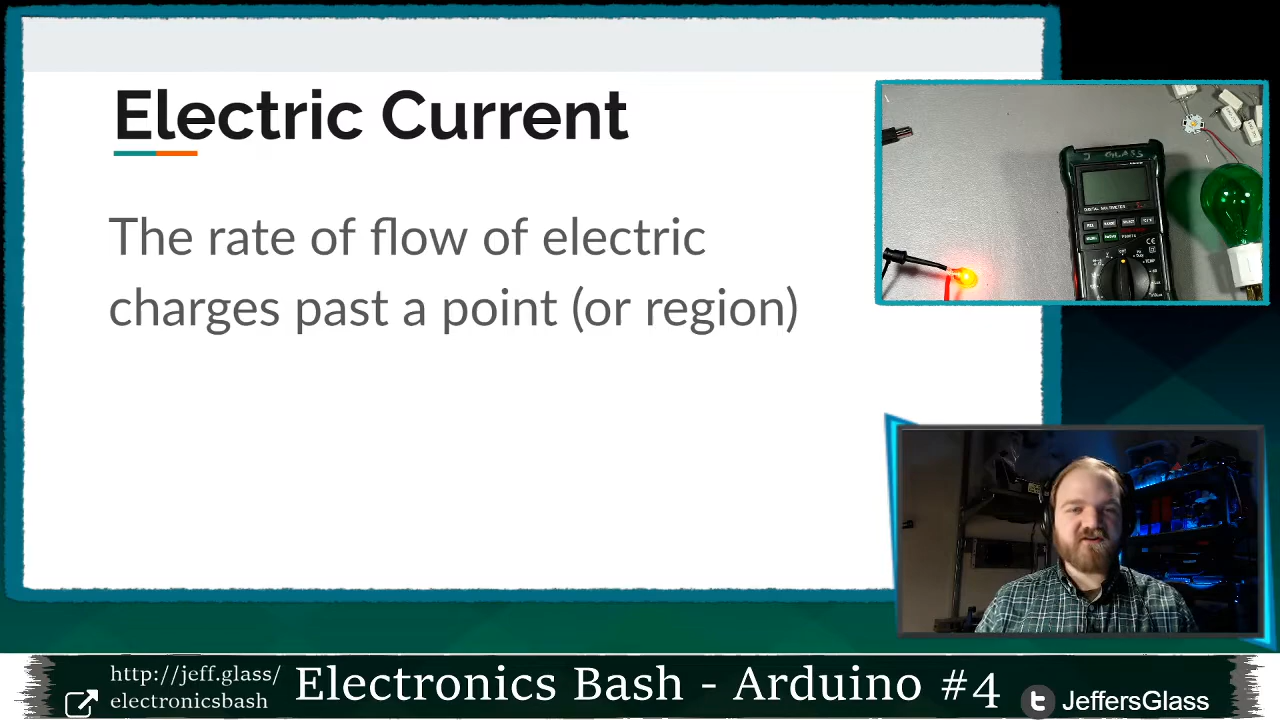 Electric Current
The rate of flow of electric
charges past a point (or region)
J GLASS
http://jeff.glass/
electronicsbash
Electronics Bash - Arduino #4
JeffersGlass